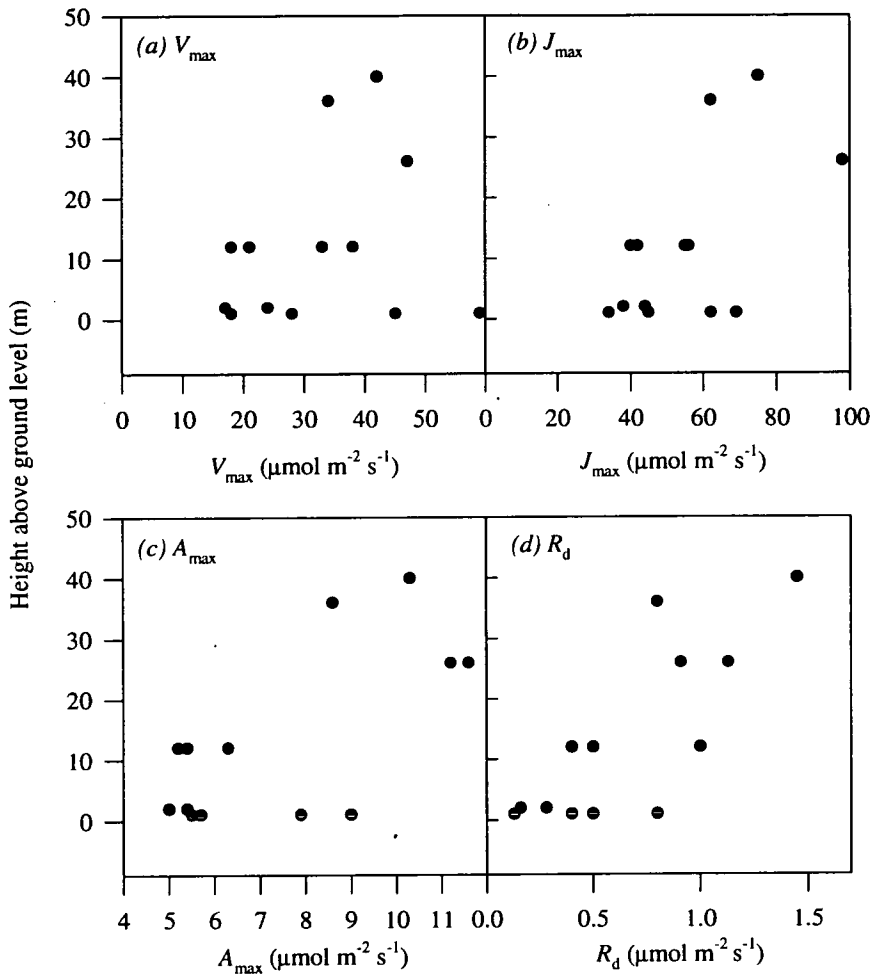 Height above ground level (m)
(a) Vmax
(b) Jmax
50
40
30
20
10
0
0 10 20 30 40 50 0 20 40 60 80 100
Vmax (μmol m-2 s-1)
Jmax (μmol m-2 s-1)
(c) Amax
(d) Rd
50
40
30
20
10
0
4 5 6 7 8 9 10 11 0.0 0.5 1.0 1.5
Amax (μmol m-2 s-1)
Rd (μmol m-2 s-1)